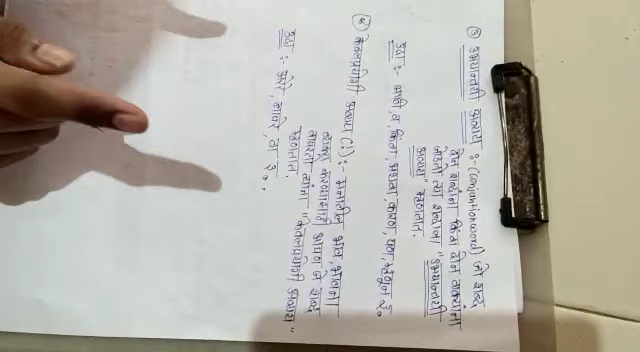 ③ उभयान्वयी अव्यय :- (Conjunction word) जो शब्द
दोन शब्दांना किंवा दोन वाक्यांना
जोडतो त्या शब्दाला "उभयान्वयी
अव्यय म्हणतात.
उदा :- आणि, व, किंवा, परंतु, कारण, पण, म्हणून इ.
④ केवलप्रयोगी अव्यय (!) :- मनातील भाव, भावना
व्यक्त करण्यासाठी आपण जे शब्द
वापरतो त्यांना "केवलप्रयोगी अव्यय"
म्हणतात.
उदा :- अरेरे, बापरे, वा इ.